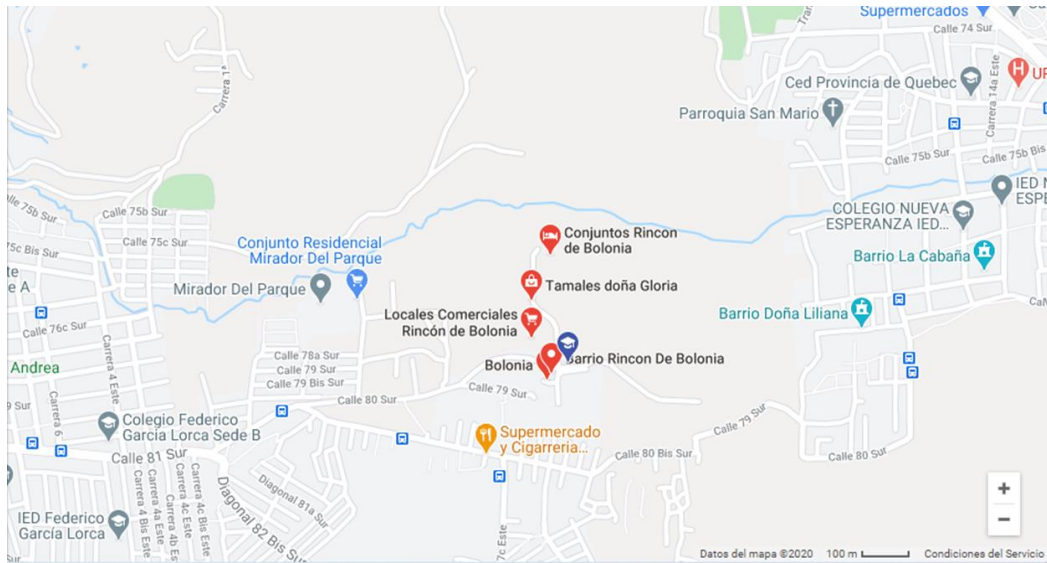 Supermercados
Calle 74 Sur
Ced Provincia de Quebec
Carrera 14a Este
Parroquia San Mario
Carrera 1a
Calle 75b Sur
Calle 75b Bis
Calle 75b Sur
Calle 75c Sur
75c Bis Sur
COLEGIO NUEVA
ESPERANZA IED...
Conjuntos Rincon
de Bolonia
Conjunto Residencial
Mirador Del Parque
Barrio La Cabaña
Mirador Del Parque
Tamales doña Gloria
Locales Comerciales
Rincón de Bolonia
Barrio Doña Liliana
Calle 76c Sur
Calle 78a Sur
Bolonia
Barrio Rincon De Bolonia
Andrea
Carrera 4 Este
Calle 79 Sur
Calle 79 Bis Sur
Calle 79 Sur
Carrera 6
Calle 80 Sur
Calle 79 Sur
Colegio Federico
Garcia Lorca Sede B
Supermercado
y Cigarreria...
Calle 81 Sur
Calle 80 Bis Sur
Calle 80 Sur
Diagonal 81a Sur
Diagonal 82 Bis Sur
Carrera 4 Bis Este
Carrera 4a Este
Carrera 4b Este
Carrera 4c Este
Carrera 4c Bis Este
IED Federico
García Lorca
7c Este
Datos del mapa ©2020
100 m
Condiciones del Servicio